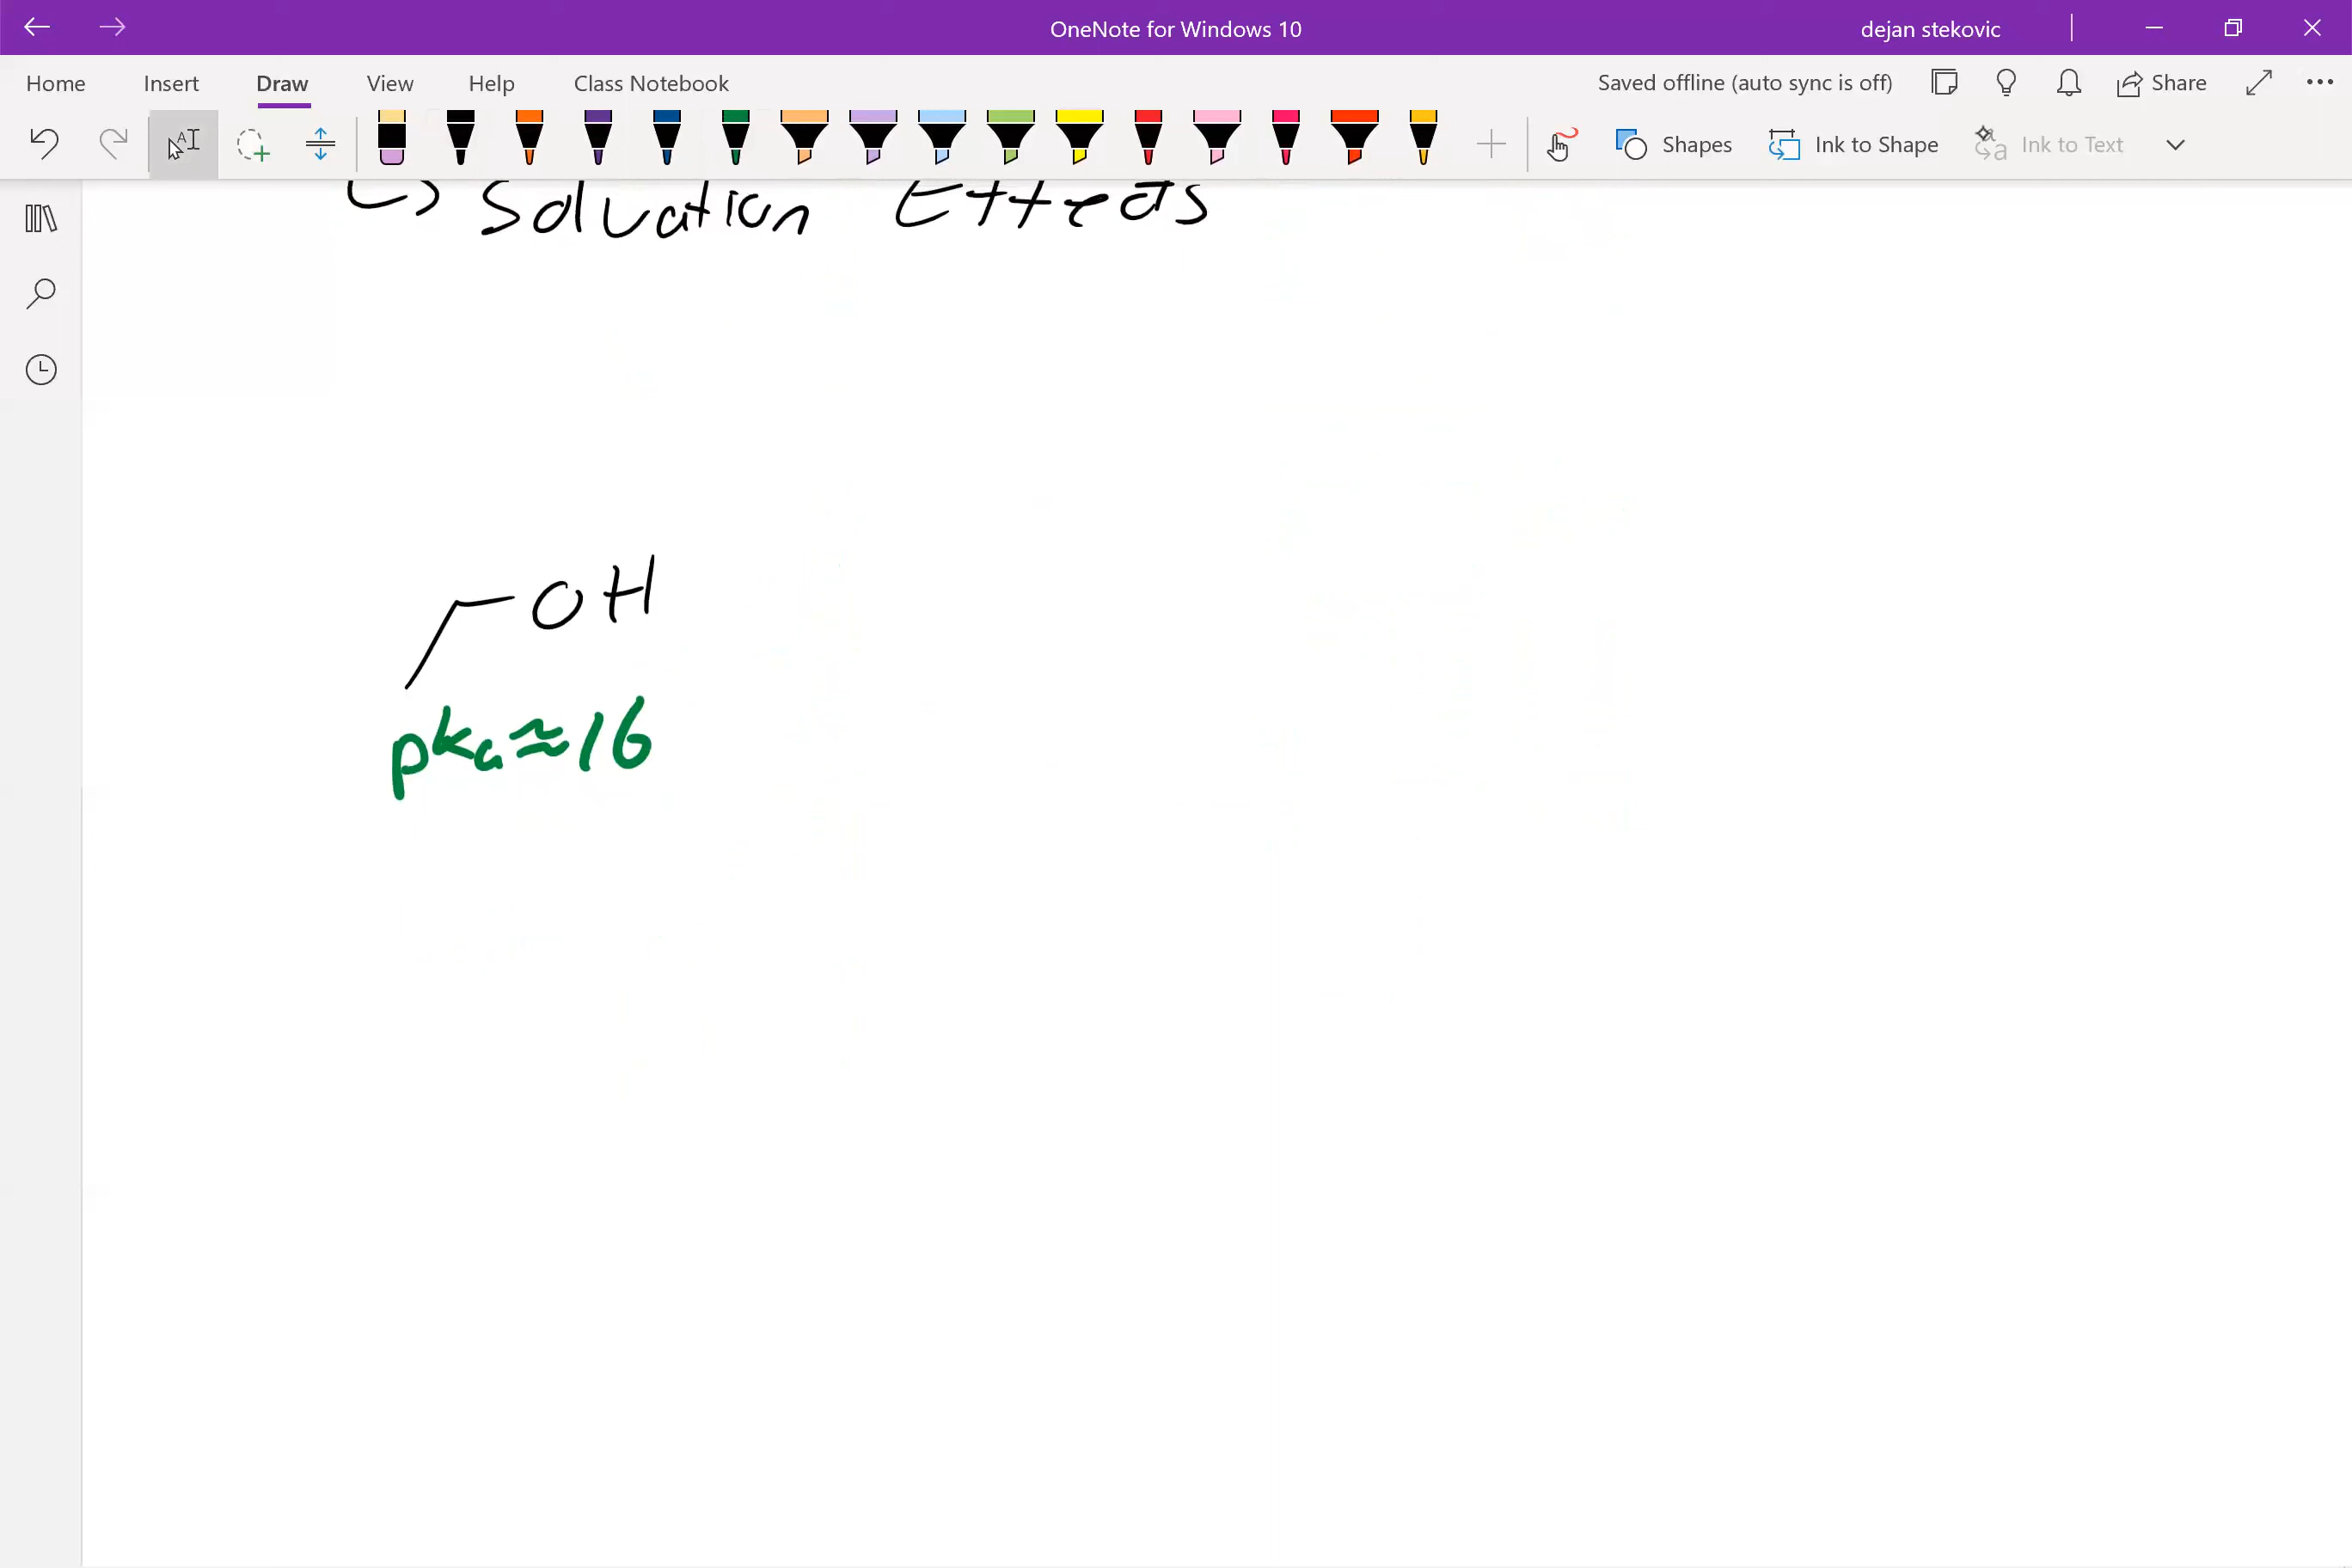 OneNote for Windows 10
dejan stekovic
Home Insert Draw View Help Class Notebook
Saved offline (auto sync is off) Share
Shapes Ink to Shape Ink to Text
↳ Solvation Effects
OH
pka≈16